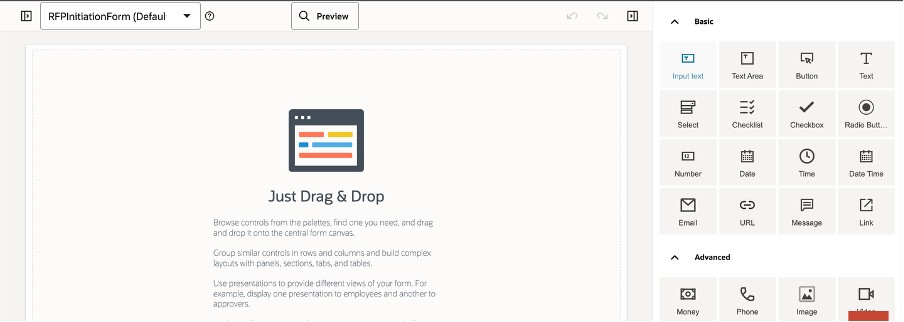 RFPInitiationForm (Defaul
Preview
Just Drag & Drop
Browse controls from the palettes, find one you need, and drag
and drop it onto the central form canvas.
Group similar controls in rows and columns and build complex
layouts with panels, sections, tabs, and tables.
Use presentations to provide different views of your form. For
example, display one presentation to employees and another to
approvers.
Basic
Input text
Text Area
Button
Text
Select
Checklist
Checkbox
Radio Butt...
Number
Date
Time
Date Time
Email
URL
Message
Link
Advanced
Money
Phone
Image
Video